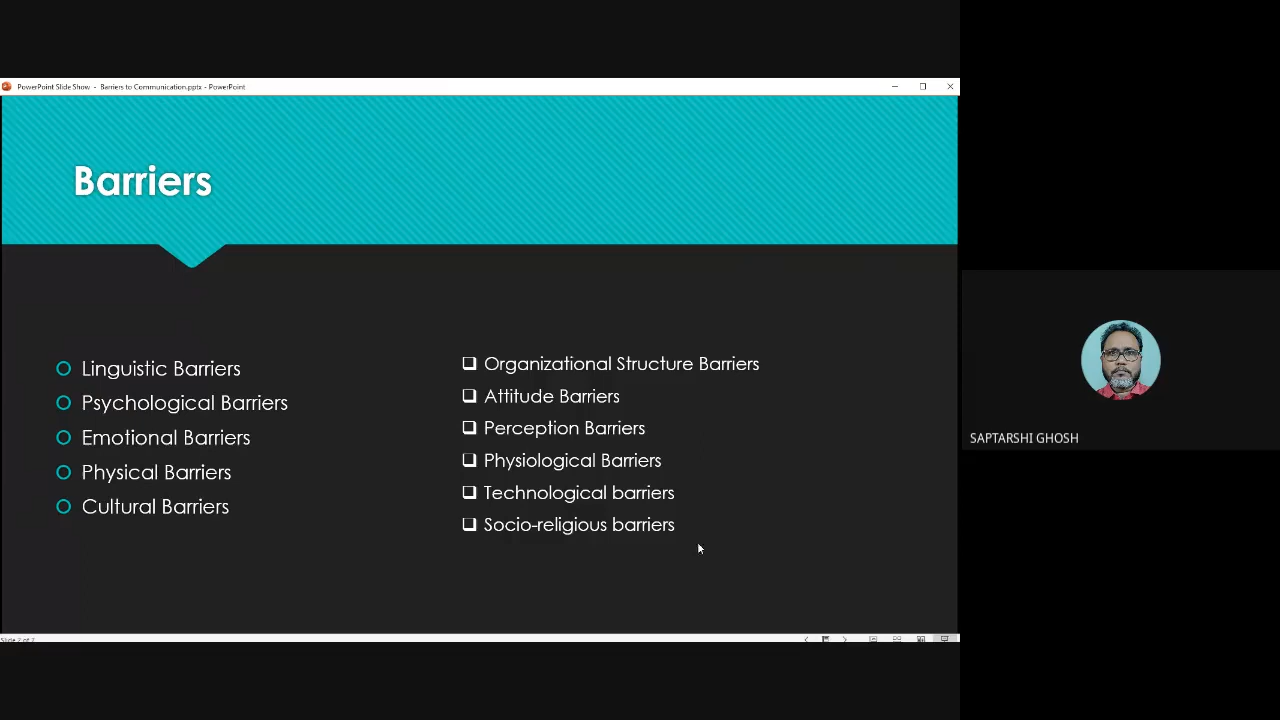 PowerPoint Slide Show - Barriers to Communication.pptx - PowerPoint
Barriers
Linguistic Barriers
Psychological Barriers
Emotional Barriers
Physical Barriers
Cultural Barriers
Organizational Structure Barriers
Attitude Barriers
Perception Barriers
Physiological Barriers
Technological barriers
Socio-religious barriers
SAPTARSHI GHOSH